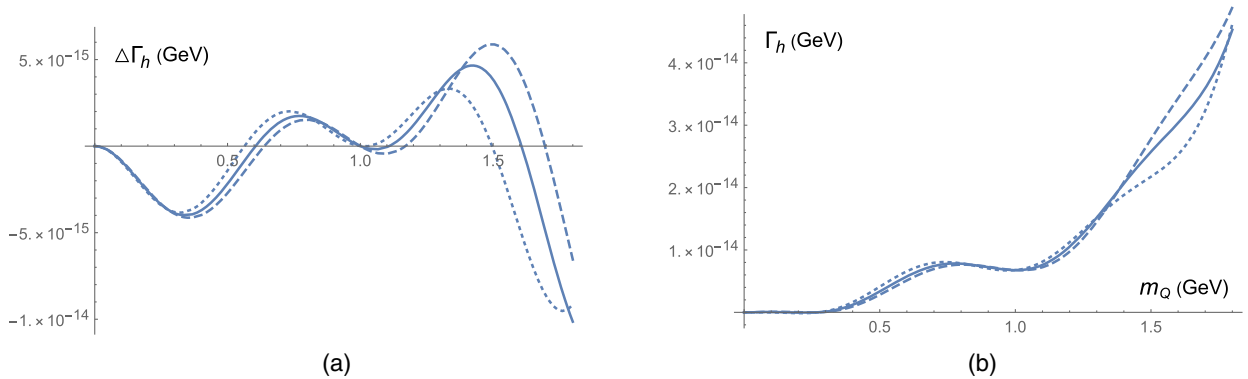 ΔΓh (GeV)
5. × 10−15
0.5
1.0
1.5
−5. × 10−15
−1. × 10−14
(a)
Γh (GeV)
4. × 10−14
3. × 10−14
2. × 10−14
1. × 10−14
mQ (GeV)
0.5
1.0
1.5
(b)